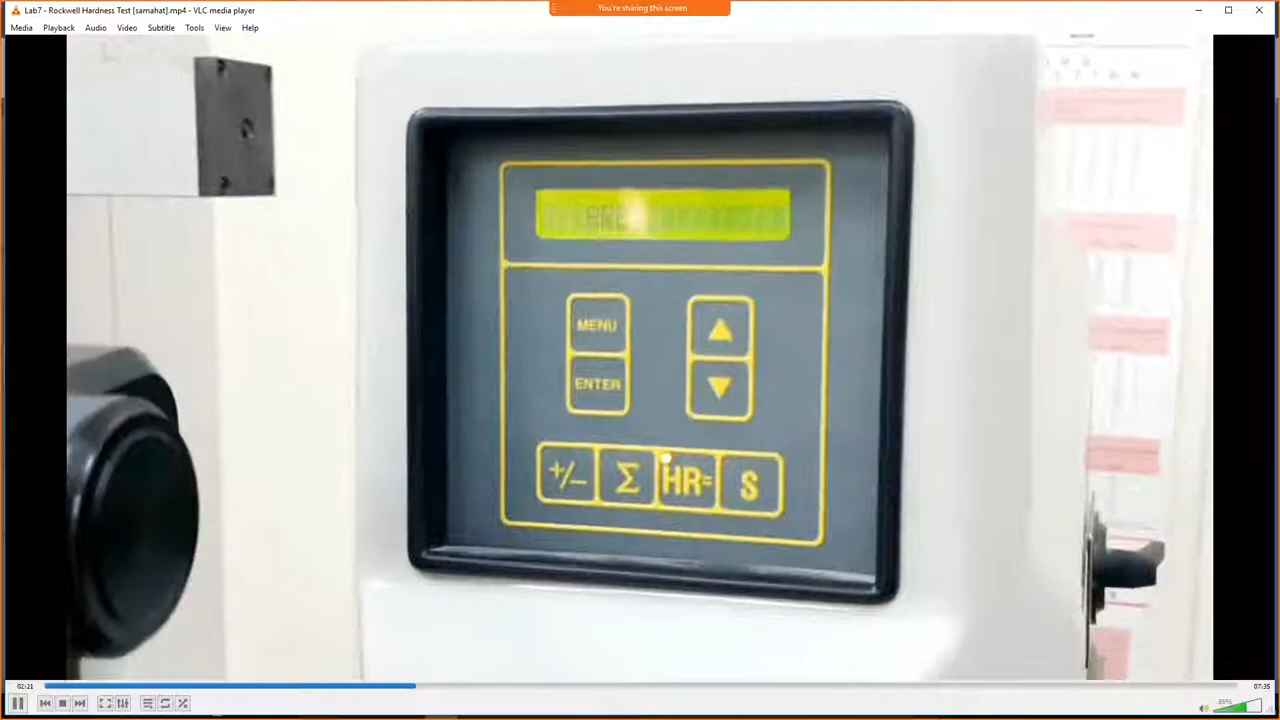 Lab7 - Rockwell Hardness Test [samahat].mp4 - VLC media player
You're sharing this screen
Media Playback Audio Video Subtitle Tools View Help
MENU
ENTER
+/- Σ HR= S
02:21
07:35
85%